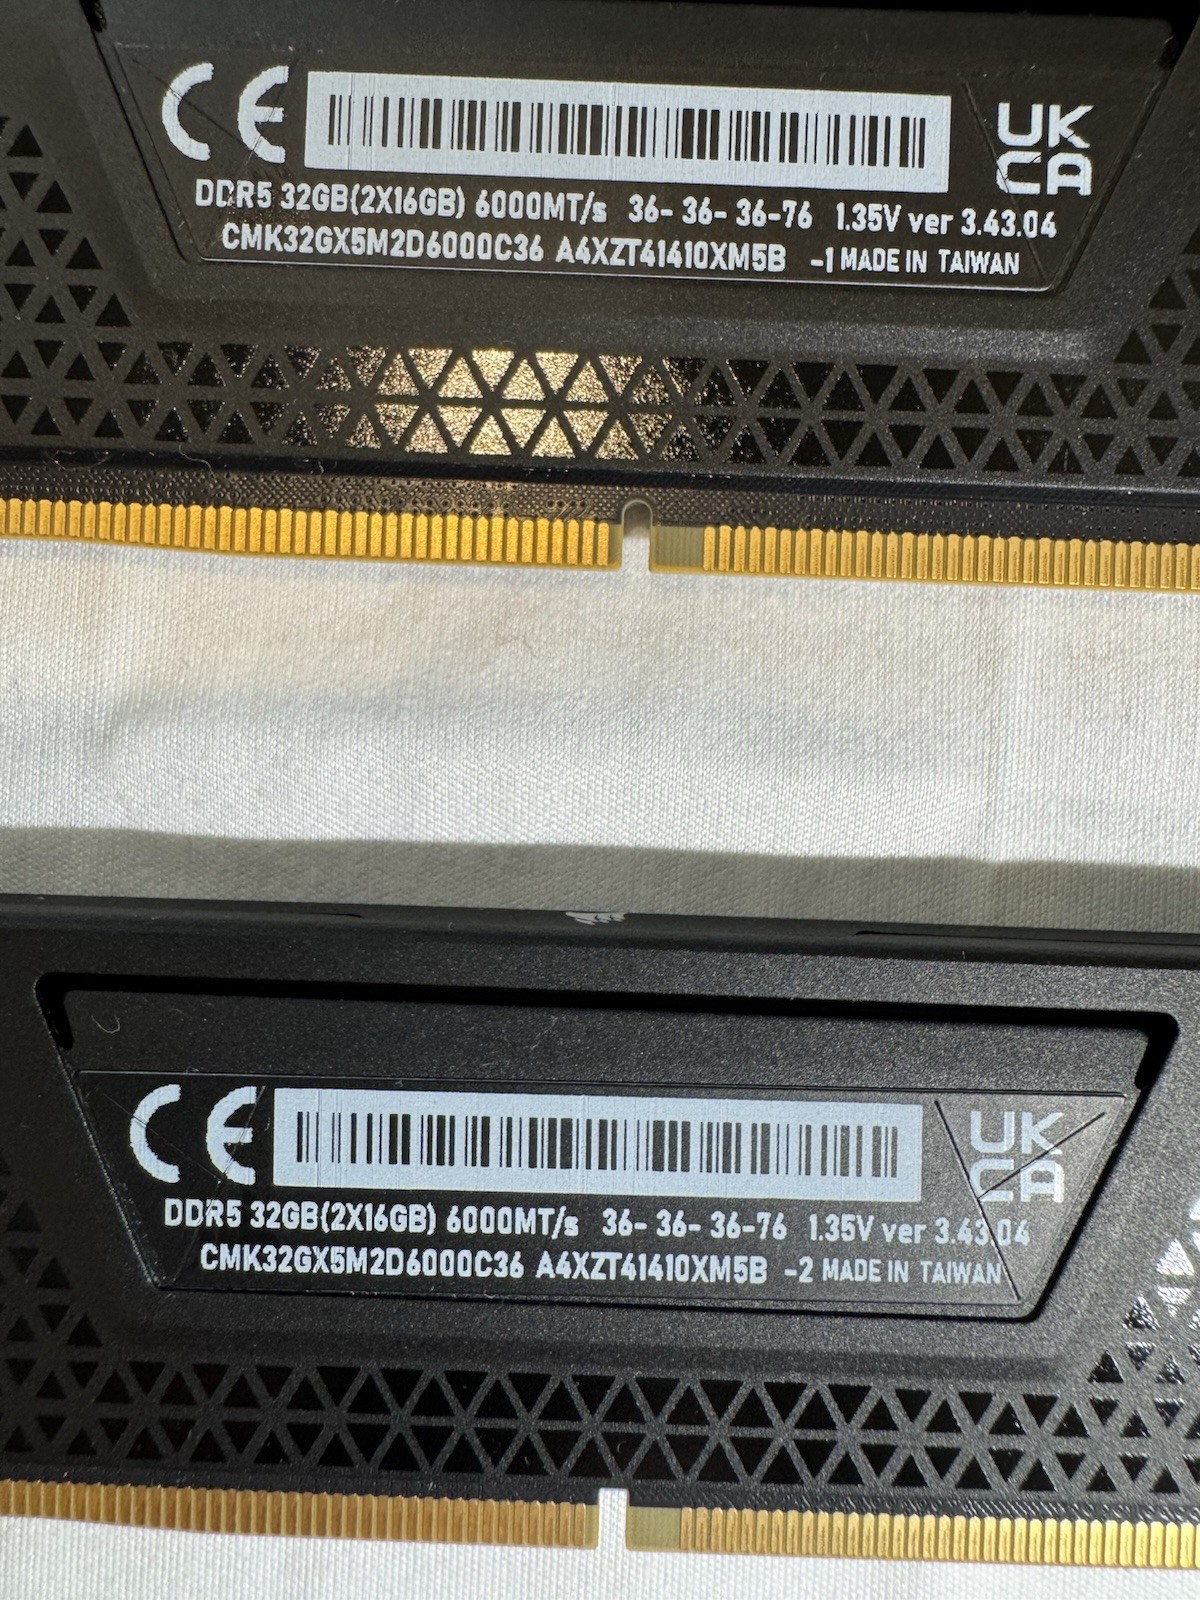 CE
UK
CA
DDR5 32GB(2X16GB) 6000MT/s 36- 36- 36-76 1.35V ver 3.43.04
CMK32GX5M2D6000C36 A4XZT41410XM5B -1 MADE IN TAIWAN
CE
UK
CA
DDR5 32GB(2X16GB) 6000MT/s 36- 36- 36-76 1.35V ver 3.43.04
CMK32GX5M2D6000C36 A4XZT41410XM5B -2 MADE IN TAIWAN